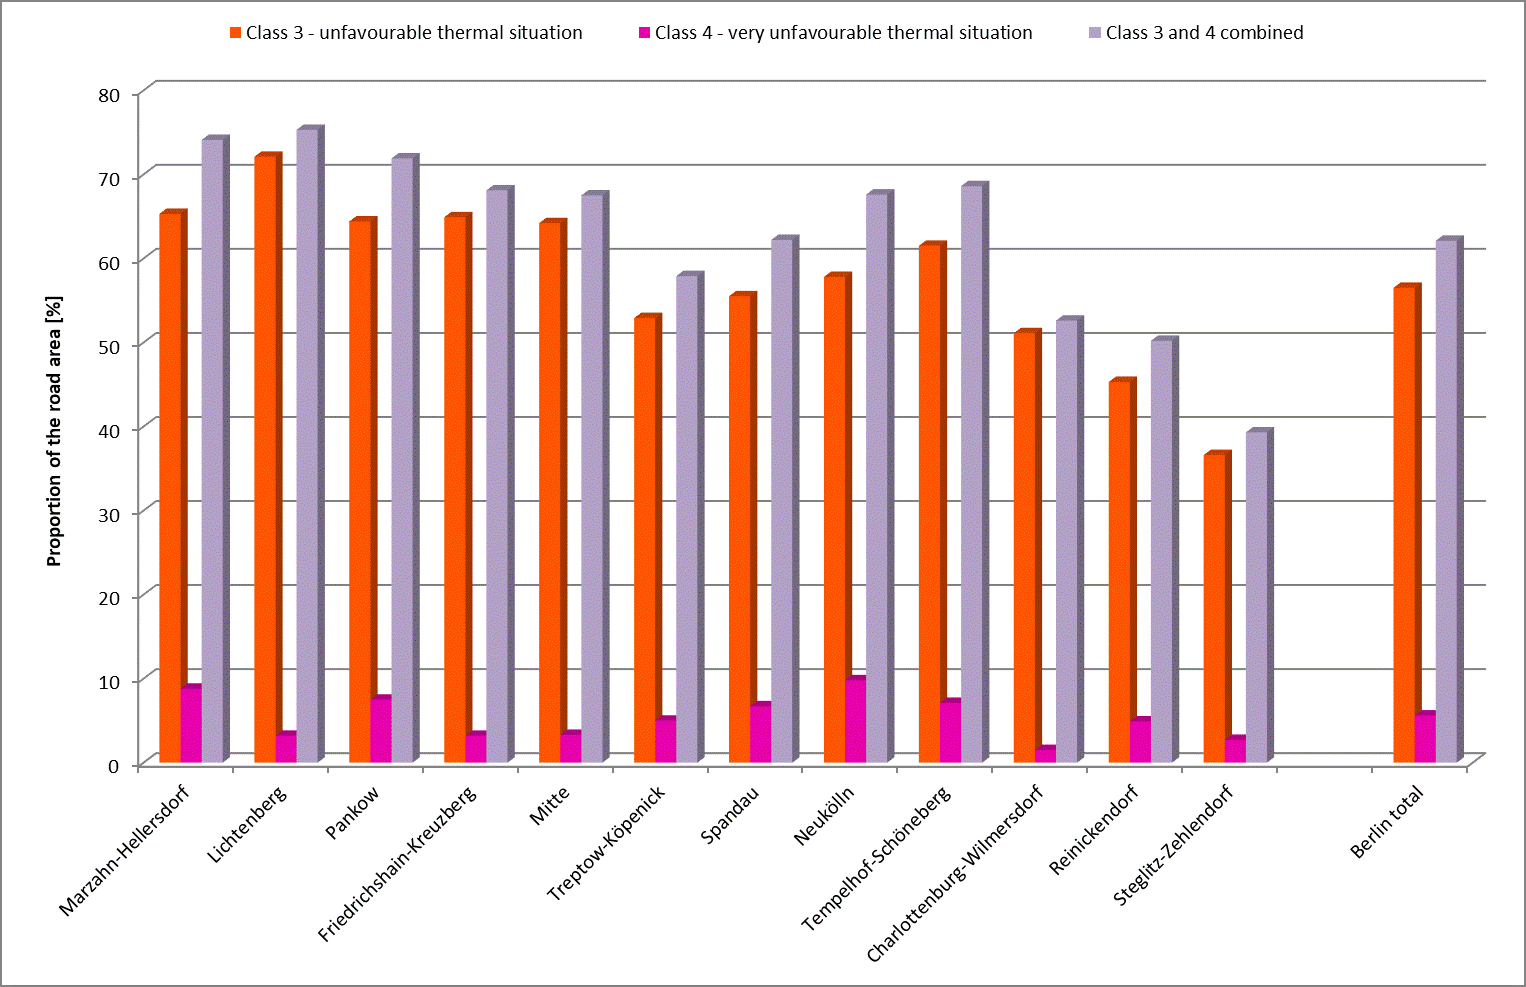 Class 3 - unfavourable thermal situation
Class 4 - very unfavourable thermal situation
Class 3 and 4 combined
Proportion of the road area [%]
80
70
60
50
40
30
20
10
0
Marzahn-Hellersdorf
Lichtenberg
Pankow
Friedrichshain-Kreuzberg
Mitte
Treptow-Köpenick
Spandau
Neukölln
Tempelhof-Schöneberg
Charlottenburg-Wilmersdorf
Reinickendorf
Steglitz-Zehlendorf
Berlin total